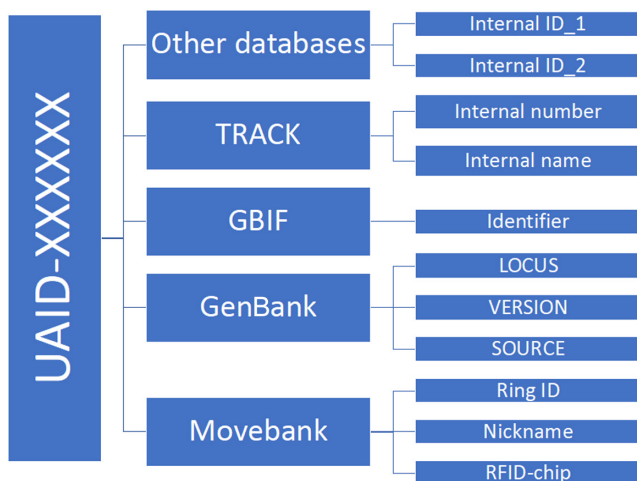 UAID-XXXXXX
Other databases
Internal ID_1
Internal ID_2
TRACK
Internal number
Internal name
GBIF
Identifier
GenBank
LOCUS
VERSION
SOURCE
Movebank
Ring ID
Nickname
RFID-chip